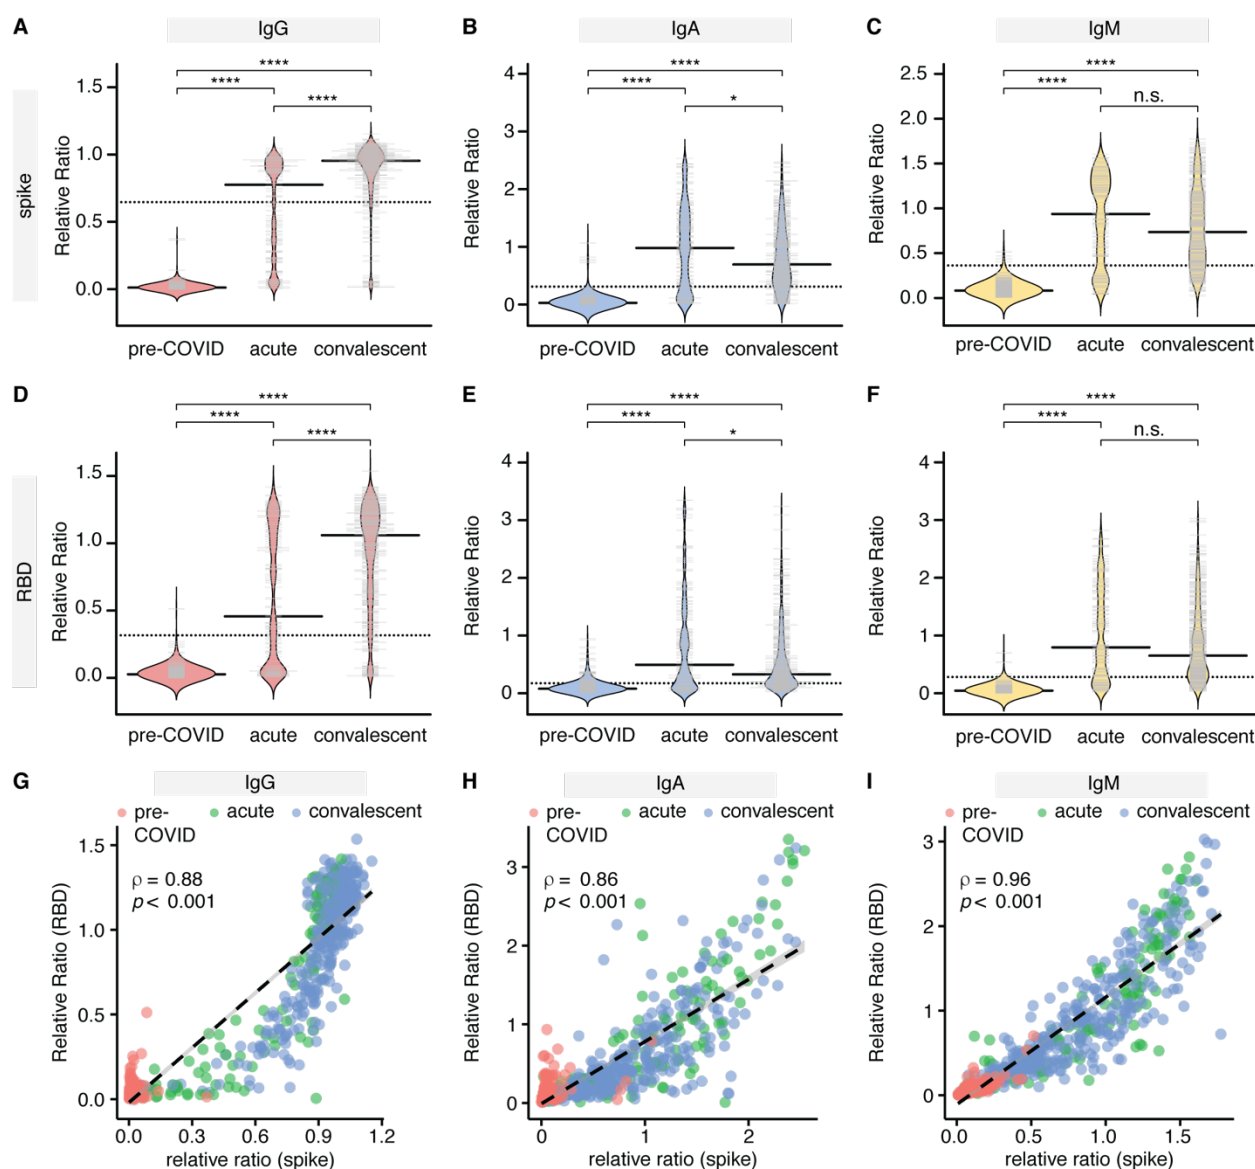 A
IgG
B
IgA
C
IgM
spike
Relative Ratio
1.5
1.0
0.5
0.0
****
****
****
pre-COVID acute convalescent
Relative Ratio
4
3
2
1
0
****
****
*
pre-COVID acute convalescent
Relative Ratio
2.5
2.0
1.5
1.0
0.5
0.0
****
****
n.s.
pre-COVID acute convalescent
D
E
F
RBD
Relative Ratio
1.5
1.0
0.5
0.0
****
****
****
pre-COVID acute convalescent
Relative Ratio
4
3
2
1
0
****
****
*
pre-COVID acute convalescent
Relative Ratio
4
3
2
1
0
****
****
n.s.
pre-COVID acute convalescent
G
IgG
pre-COVID
acute
convalescent
ρ = 0.88
p < 0.001
Relative Ratio (RBD)
1.5
1.0
0.5
0.0
0.0 0.3 0.6 0.9 1.2
relative ratio (spike)
H
IgA
pre-COVID
acute
convalescent
ρ = 0.86
p < 0.001
Relative Ratio (RBD)
3
2
1
0
0 1 2
relative ratio (spike)
I
IgM
pre-COVID
acute
convalescent
ρ = 0.96
p < 0.001
Relative Ratio (RBD)
3
2
1
0
0.0 0.5 1.0 1.5
relative ratio (spike)